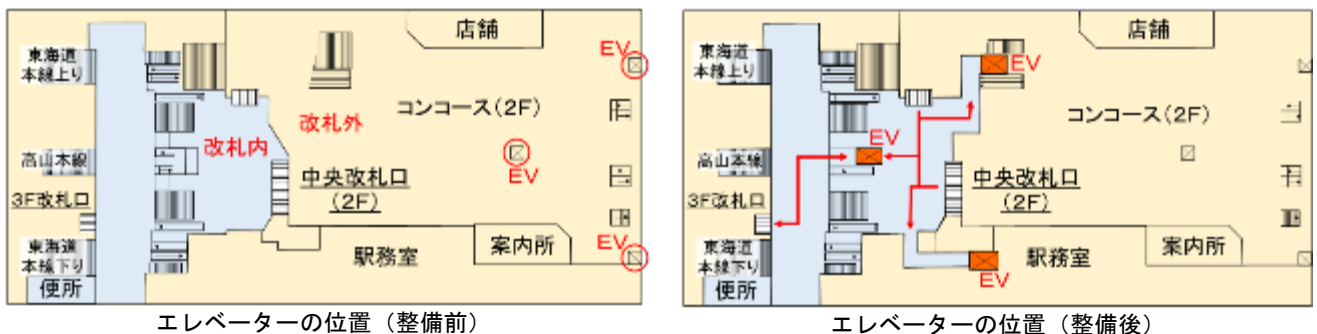 店舗
EV
東海道
本線上り
コンコース(2F)
改札外
改札内
高山本線
EV
中央改札口
(2F)
3F改札口
東海道
本線下り
EV
案内所
駅務室
便所
エレベーターの位置（整備前）
店舗
東海道
本線上り
EV
コンコース(2F)
EV
高山本線
中央改札口
(2F)
3F改札口
東海道
本線下り
案内所
駅務室
EV
便所
エレベーターの位置（整備後）